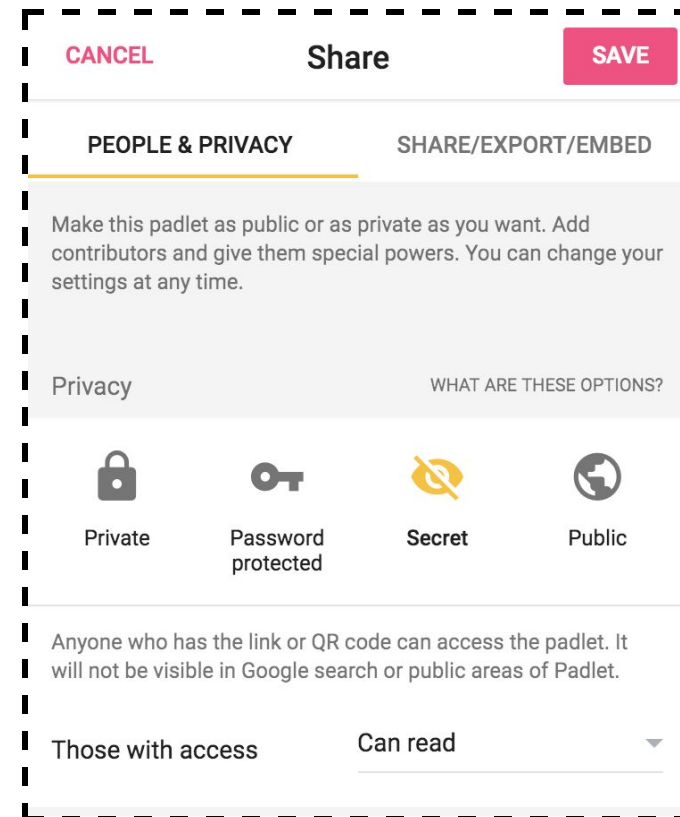 CANCEL Share SAVE
PEOPLE & PRIVACY SHARE/EXPORT/EMBED
Make this padlet as public or as private as you want. Add
contributors and give them special powers. You can change your
settings at any time.
Privacy WHAT ARE THESE OPTIONS?
Private Password Secret Public
protected
Anyone who has the link or QR code can access the padlet. It
will not be visible in Google search or public areas of Padlet.
Those with access Can read